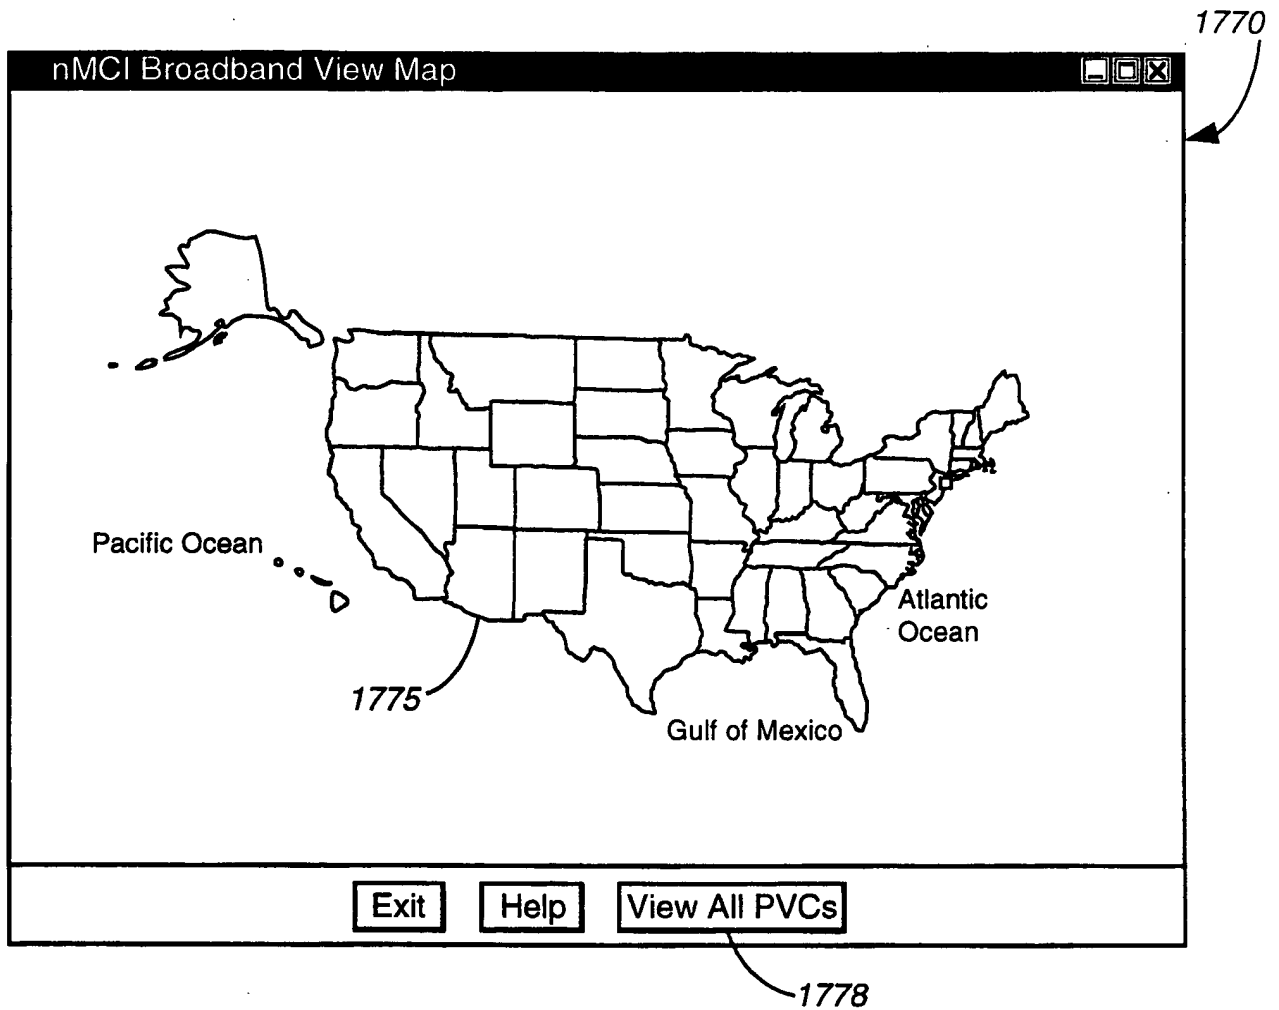 1770
nMCI Broadband View Map
Pacific Ocean
Atlantic
Ocean
1775
Gulf of Mexico
Exit Help View All PVCs
1778